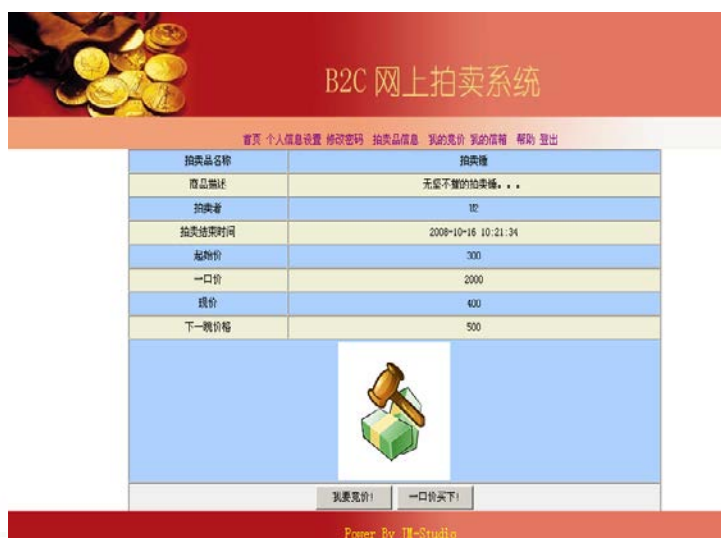 B2C 网上拍卖系统
首页 个人信息设置 修改密码 拍卖品信息 我的竞价 我的信箱 帮助 登出
拍卖品名称 拍卖锤
商品描述 无坚不摧的拍卖锤。。。
拍卖者
拍卖结束时间 2008-10-16 10:21:34
起始价 300
一口价 2000
现价 400
下一跳价格 500
我要竞价! 一口价买下!
Power By JM-Studio